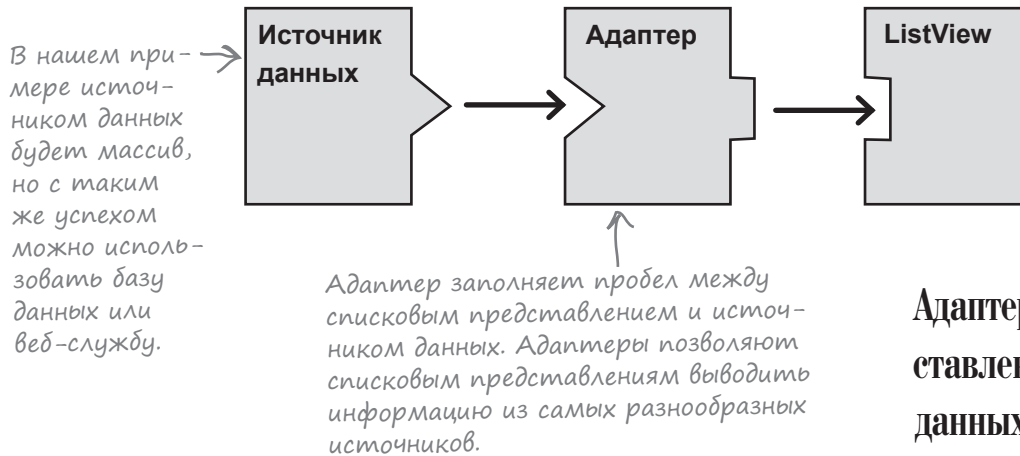 В нашем при-
мере источ-
ником данных
будет массив,
но с таким
же успехом
можно исполь-
зовать базу
данных или
веб-службу.
Источник
данных
Адаптер
ListView
Адаптер заполняет пробел между
списковым представлением и источ-
ником данных. Адаптеры позволяют
списковым представлениям выводить
информацию из самых разнообразных
источников.
данных